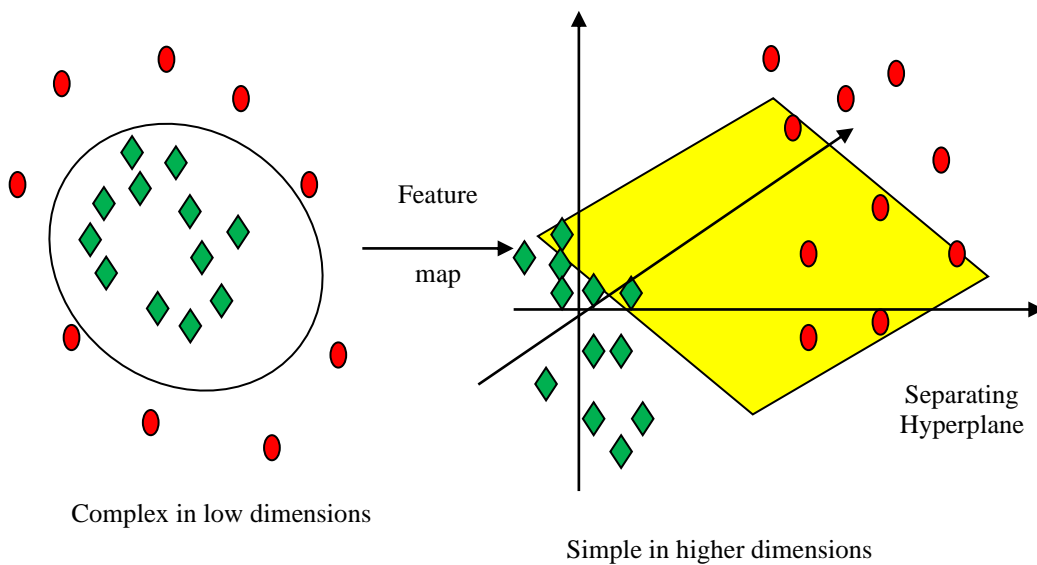 Feature
map
Separating
Hyperplane
Complex in low dimensions
Simple in higher dimensions